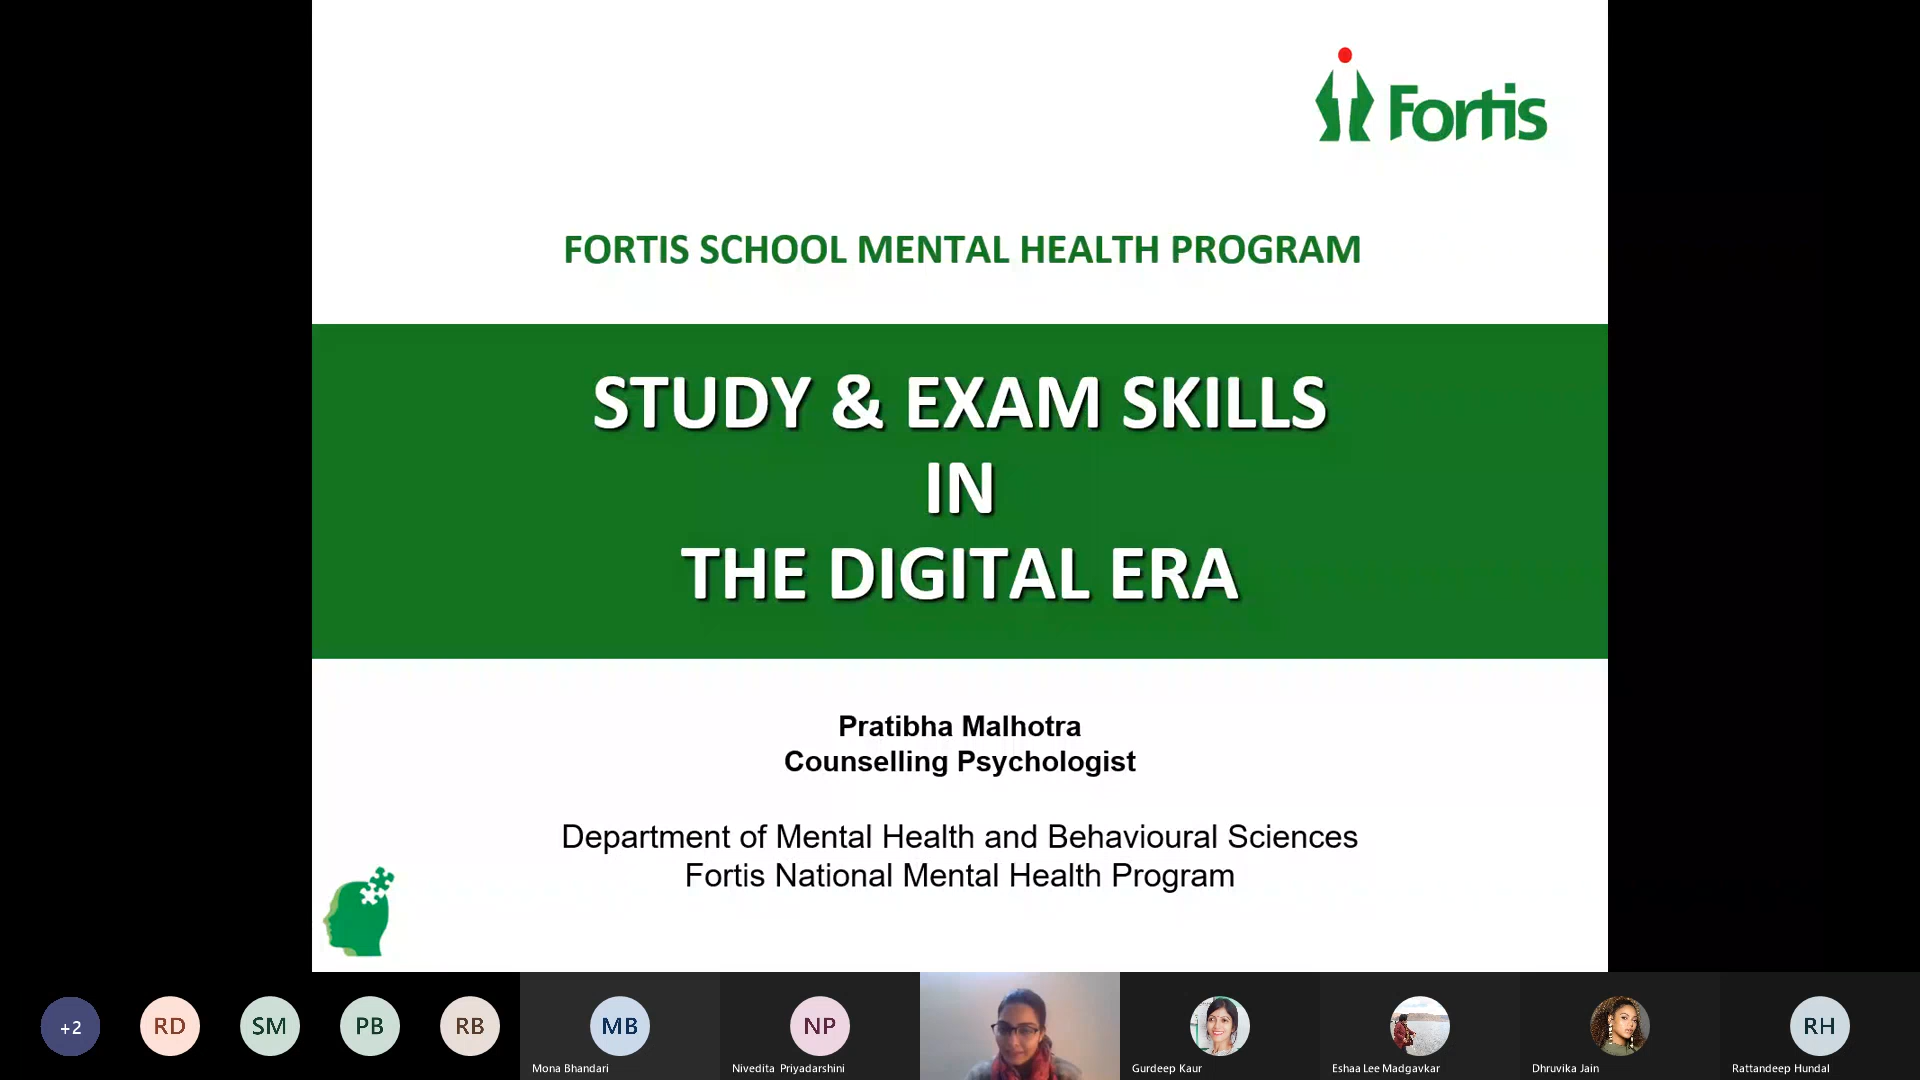 Fortis
FORTIS SCHOOL MENTAL HEALTH PROGRAM
STUDY & EXAM SKILLS
IN
THE DIGITAL ERA
Pratibha Malhotra
Counselling Psychologist
Department of Mental Health and Behavioural Sciences
Fortis National Mental Health Program
+2
RD
SM
PB
RB
MB
NP
RH
Mona Bhandari
Nivedita Priyadarshini
Gurdeep Kaur
Eshaa Lee Madgavkar
Dhruvika Jain
Rattandeep Hundal